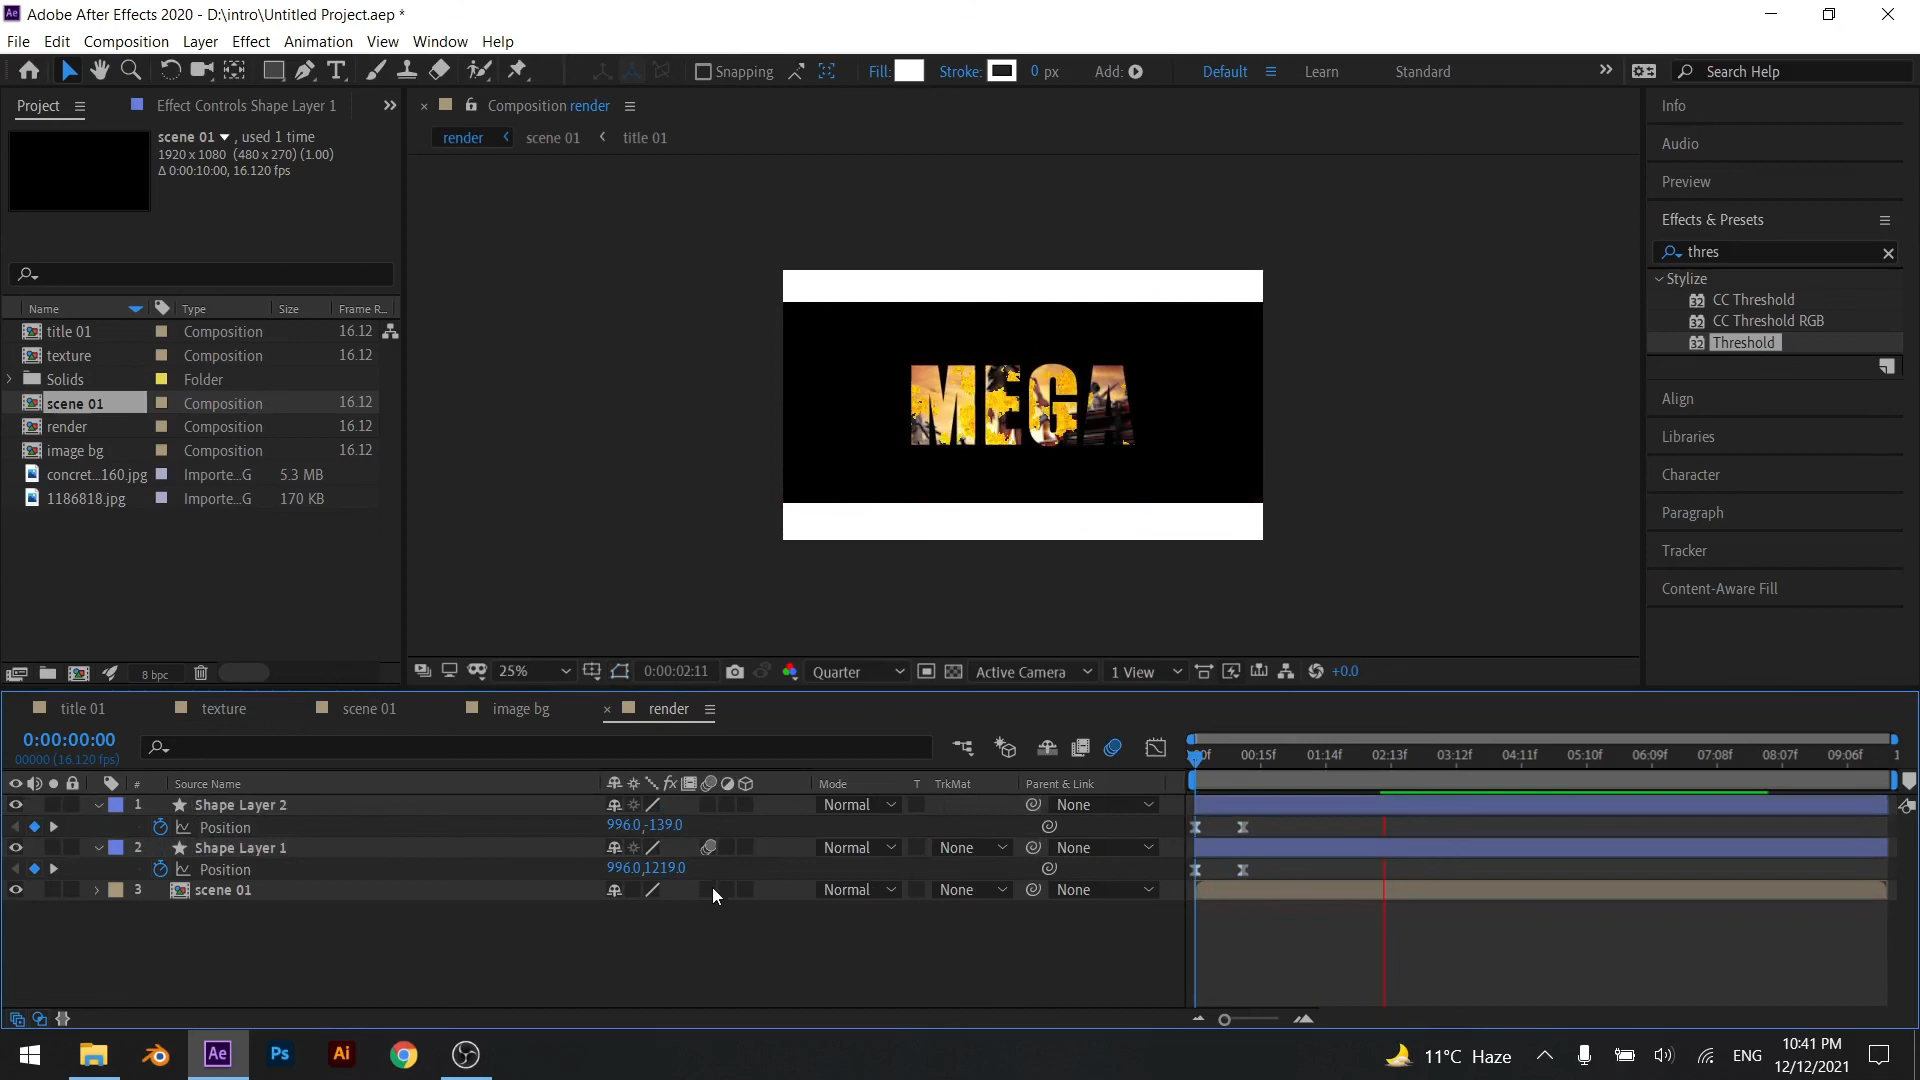 Ae Adobe After Effects 2020 - D:\intro\Untitled Project.aep *
File Edit Composition Layer Effect Animation View Window Help
Snapping Fill: Stroke: 0 px Add: Default Learn Standard Search Help
Project Effect Controls Shape Layer 1
Composition render
scene 01 , used 1 time
1920 x 1080 (480 x 270) (1.00)
Δ 0:00:10:00, 16.120 fps
render scene 01 title 01
Name Type Size Frame R...
title 01 Composition 16.12
texture Composition 16.12
Solids Folder
scene 01 Composition 16.12
render Composition 16.12
image bg Composition 16.12
concret...160.jpg Importe...G 5.3 MB
1186818.jpg Importe...G 170 KB
8 bpc
MEGA
25% 0:00:02:11 Quarter Active Camera 1 View +0.0
Info
Audio
Preview
Effects & Presets
thres
Stylize
32 CC Threshold
32 CC Threshold RGB
32 Threshold
Align
Libraries
Character
Paragraph
Tracker
Content-Aware Fill
title 01 texture scene 01 image bg render
0:00:00:00
00000 (16.120 fps)
00f 00:15f 01:14f 02:13f 03:12f 04:11f 05:10f 06:09f 07:08f 08:07f 09:06f 1
# Source Name fx Mode T TrkMat Parent & Link
1 Shape Layer 2 Normal None
Position 996.0,-139.0
2 Shape Layer 1 Normal None None
Position 996.0,1219.0
3 scene 01 Normal None None
Ae Ps Ai 11°C Haze ENG 10:41 PM
12/12/2021